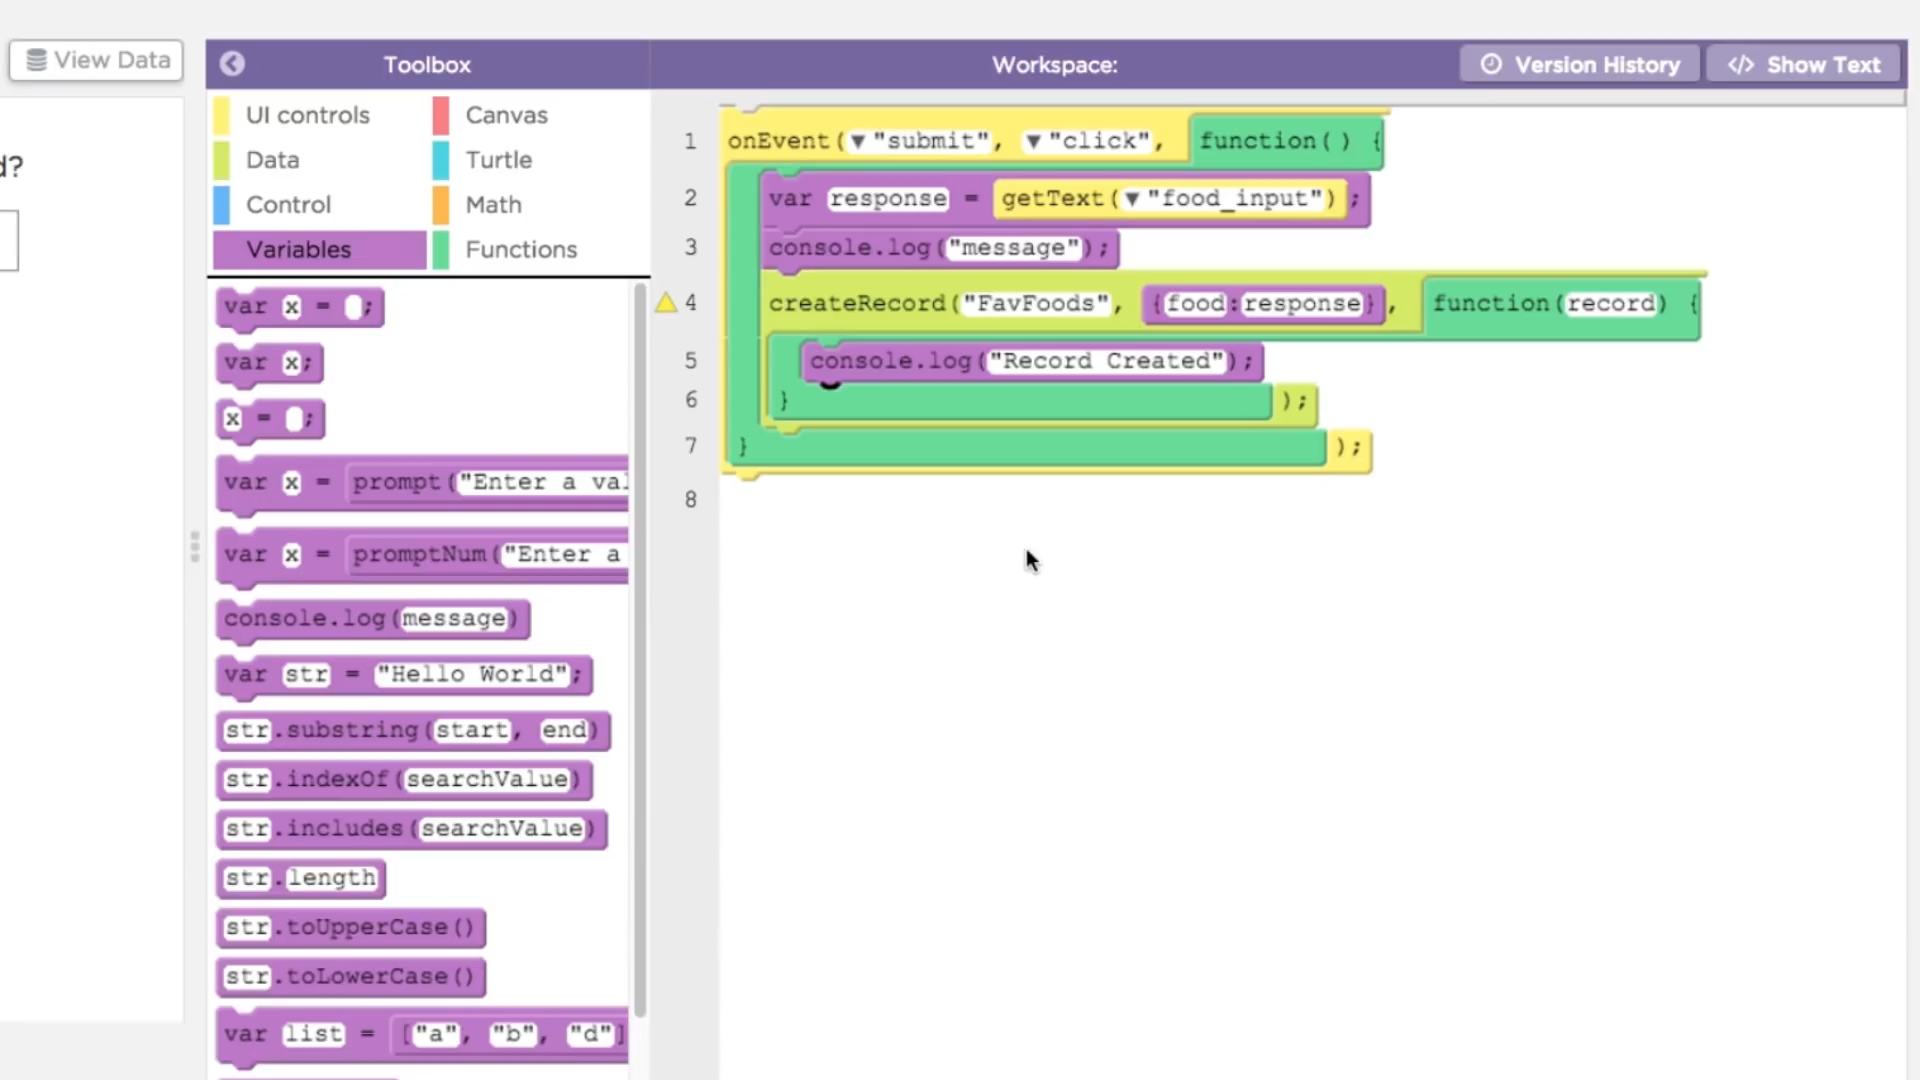 View Data
Toolbox
Workspace:
Version History
</> Show Text
d?
UI controls
Canvas
Data
Turtle
Control
Math
Variables
Functions
var x = ;
var x;
x = ;
var x = prompt("Enter a val
var x = promptNum("Enter a
console.log(message)
var str = "Hello World";
str.substring(start, end)
str.indexOf(searchValue)
str.includes(searchValue)
str.length
str.toUpperCase()
str.toLowerCase()
var list = ["a", "b", "d"]
1 onEvent(▼"submit", ▼"click", function() {
2 var response = getText(▼"food_input");
3 console.log("message");
4 createRecord("FavFoods", {food:response}, function(record) {
5 console.log("Record Created");
6 } );
7 } );
8